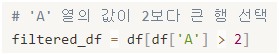 # 'A' 열의 값이 2보다 큰 행 선택
filtered_df = df[df['A'] > 2]